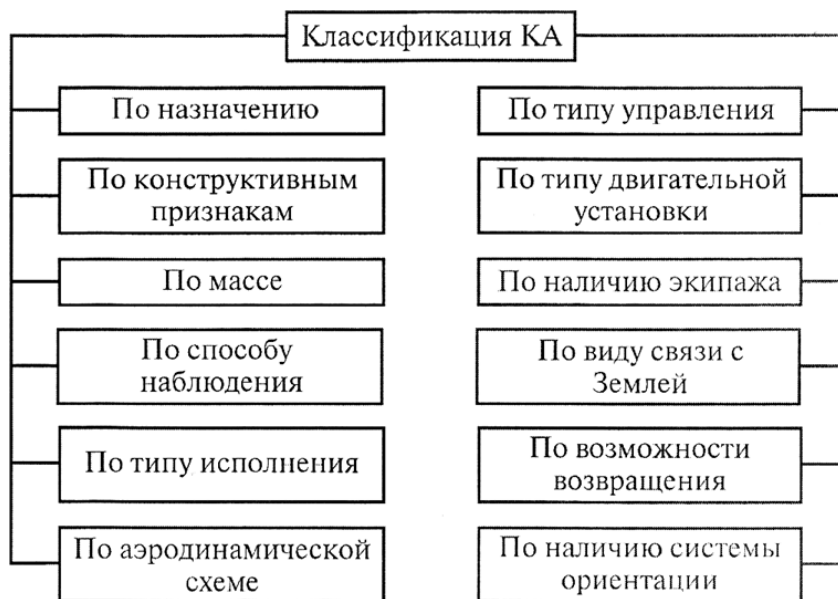 Классификация КА
По назначению
По конструктивным
признакам
По массе
По способу
наблюдения
По типу исполнения
По аэродинамической
схеме
По типу управления
По типу двигательной
установки
По наличию экипажа
По виду связи с
Землей
По возможности
возвращения
По наличию системы
ориентации